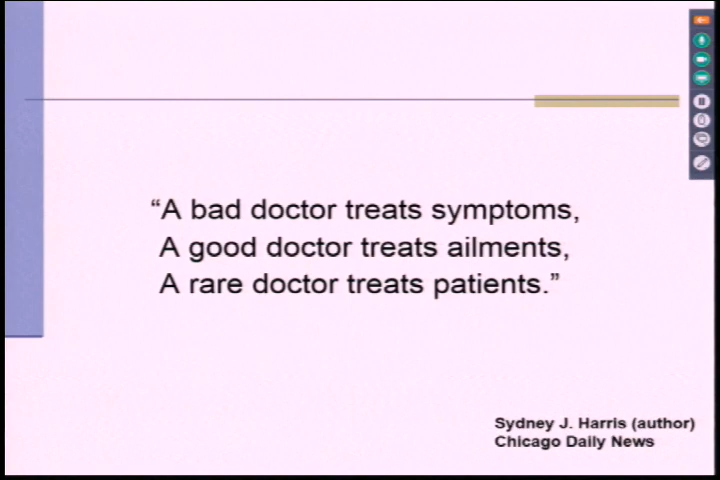 “A bad doctor treats symptoms,
A good doctor treats ailments,
A rare doctor treats patients.”
Sydney J. Harris (author)
Chicago Daily News